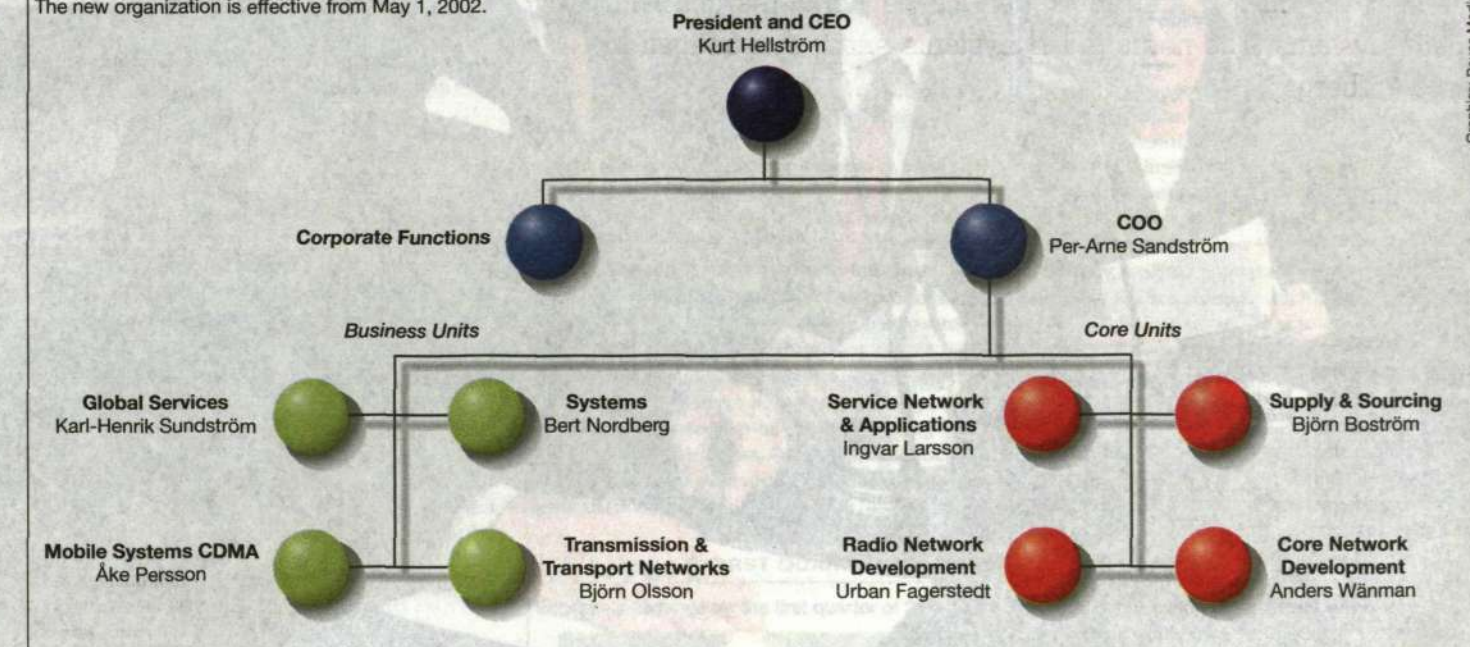 The new organization is effective from May 1, 2002.
President and CEO
Kurt Hellström
Corporate Functions
COO
Per-Arne Sandström
Business Units
Core Units
Global Services
Karl-Henrik Sundström
Systems
Bert Nordberg
Service Network
& Applications
Ingvar Larsson
Supply & Sourcing
Björn Boström
Mobile Systems CDMA
Åke Persson
Transmission &
Transport Networks
Björn Olsson
Radio Network
Development
Urban Fagerstedt
Core Network
Development
Anders Wänman